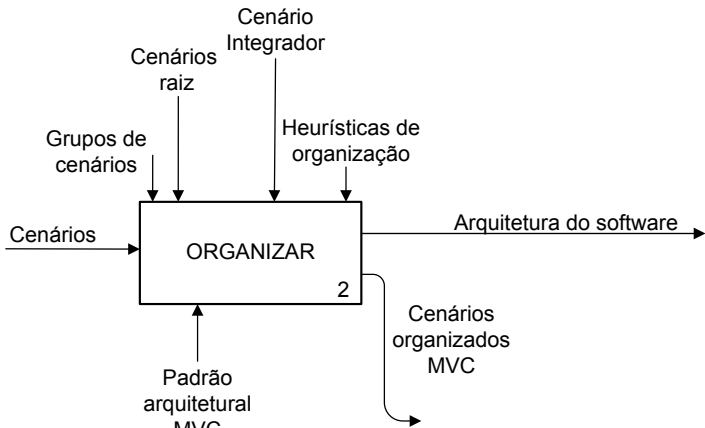 Cenário
Integrador
Cenários
raiz
Grupos de
cenários
Heurísticas de
organização
Cenários
ORGANIZAR
2
Arquitetura do software
Cenários
organizados
MVC
Padrão
arquitetural
MVC